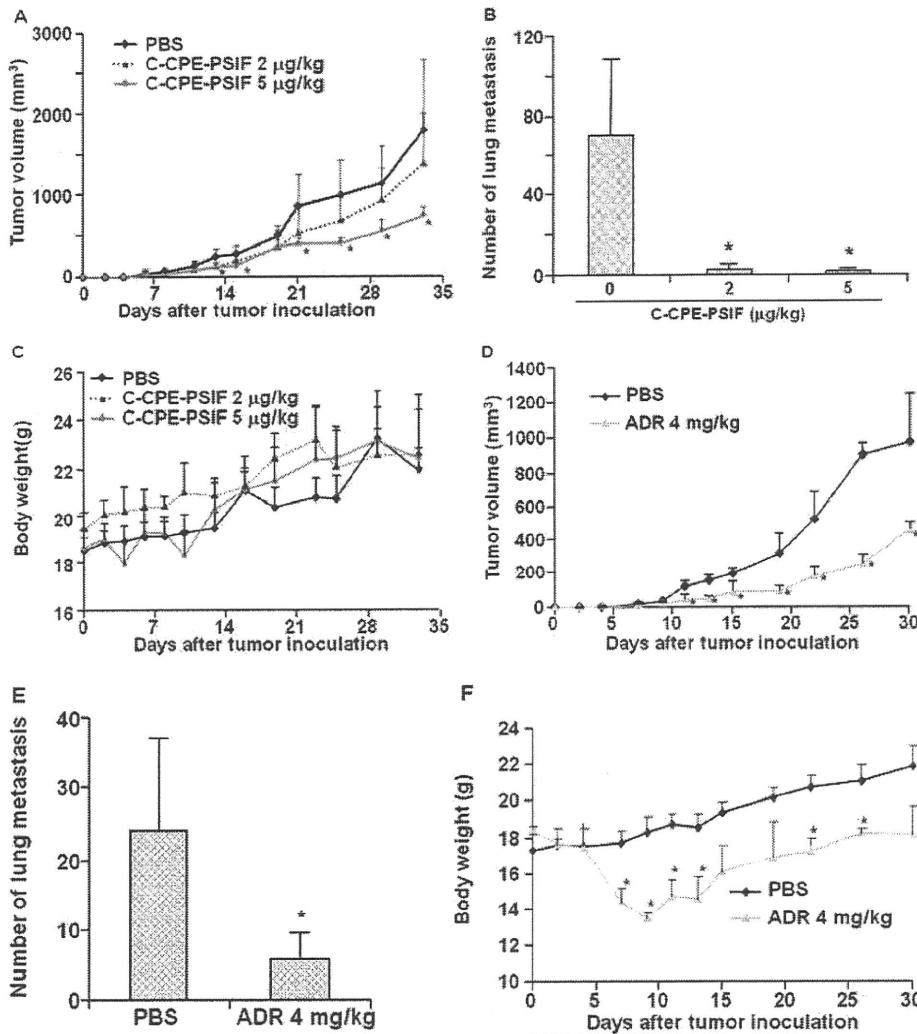 A
Tumor volume (mm³)
3000
2000
1000
0
PBS
C-CPE-PSIF 2 μg/kg
C-CPE-PSIF 5 μg/kg
* * * * * *
0 7 14 21 28 35
Days after tumor inoculation
B
Number of lung metastasis
120
80
40
0
* *
0 2 5
C-CPE-PSIF (μg/kg)
C
Body weight(g)
26
24
22
20
18
16
PBS
C-CPE-PSIF 2 μg/kg
C-CPE-PSIF 5 μg/kg
0 7 14 21 28 35
Days after tumor inoculation
D
Tumor volume (mm³)
1400
1200
1000
800
600
400
200
0
PBS
ADR 4 mg/kg
* * * * * * *
0 5 10 15 20 25 30
Days after tumor inoculation
E
Number of lung metastasis
40
30
20
10
0
*
PBS ADR 4 mg/kg
F
Body weight (g)
24
22
20
18
16
14
12
10
* * * * * *
PBS
ADR 4 mg/kg
0 5 10 15 20 25 30
Days after tumor inoculation